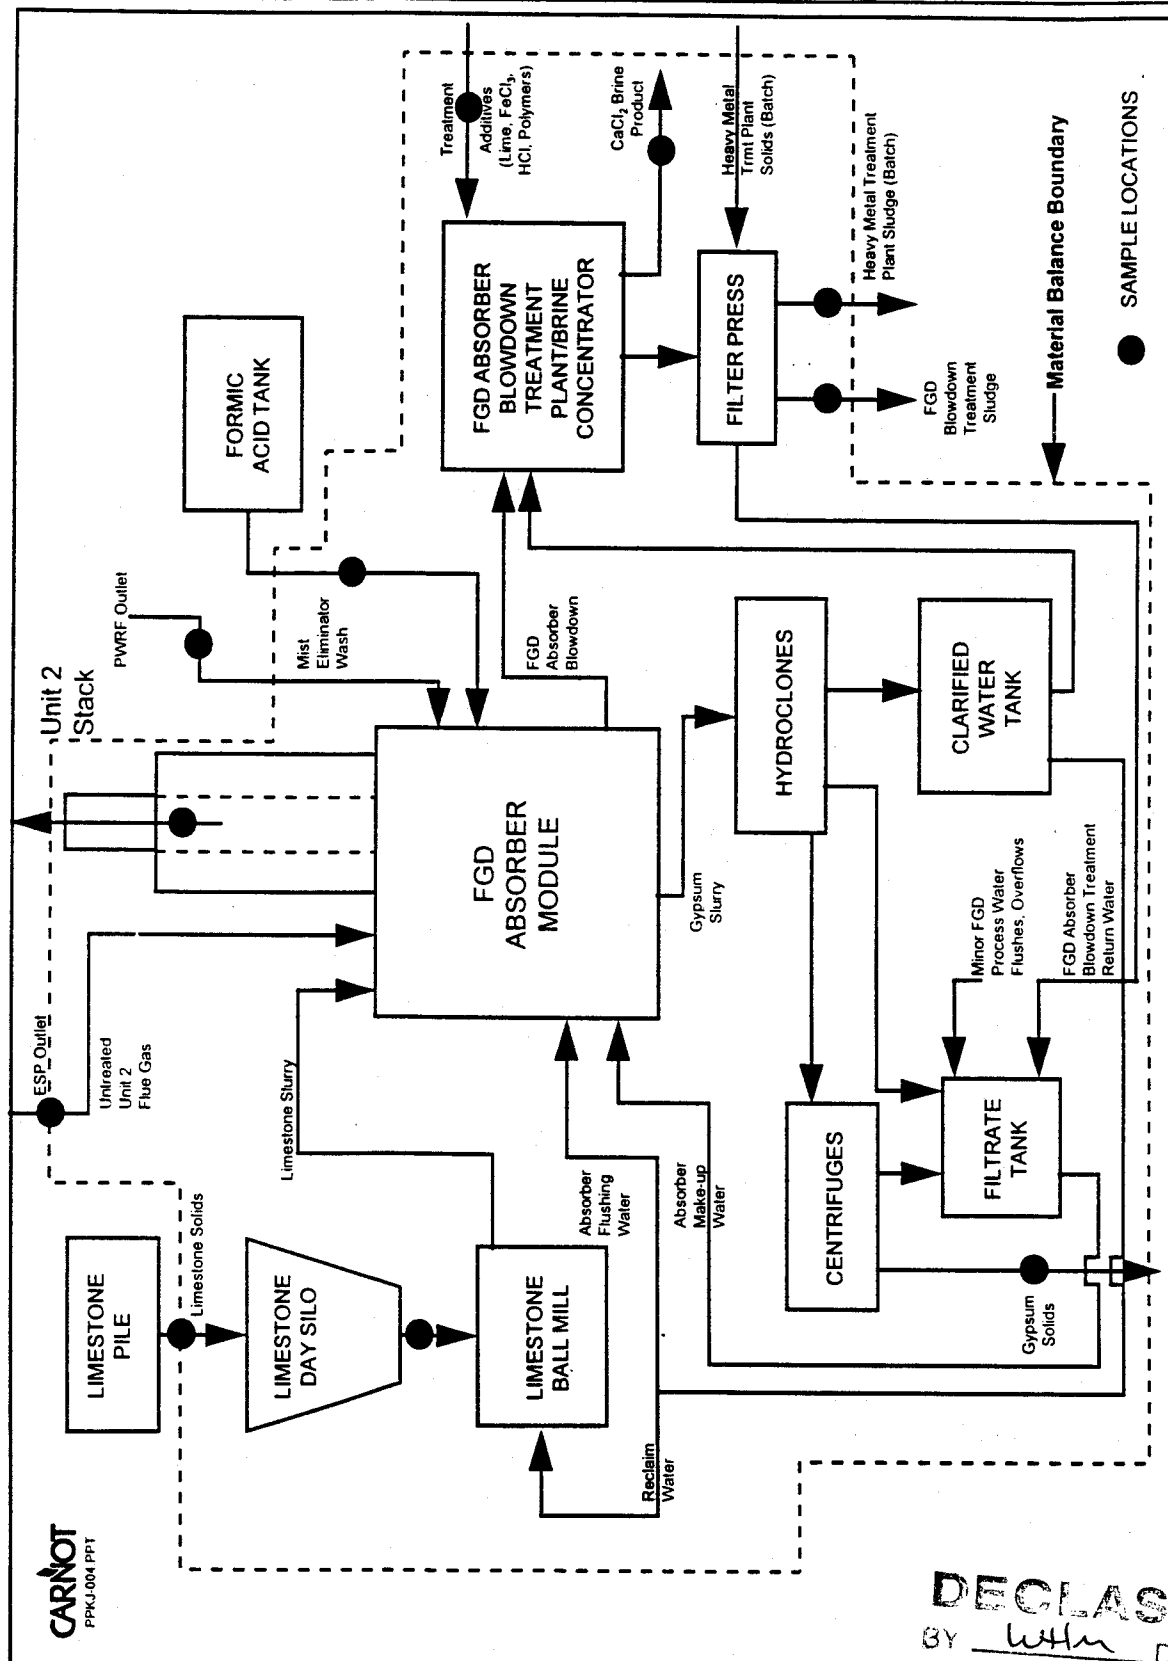 CARNOT
PPKJ-004.PPT
LIMESTONE
PILE
Limestone Solids
LIMESTONE
DAY SILO
LIMESTONE
BALL MILL
Reclaim
Water
Limestone Slurry
ESP Outlet
Untreated
Unit 2
Flue Gas
Unit 2
Stack
PWRF Outlet
Mist
Eliminator
Wash
FORMIC
ACID TANK
Treatment
Additives
(Lime, FeCl3,
HCl, Polymers)
CaCl2 Brine
Product
FGD ABSORBER
BLOWDOWN
TREATMENT
PLANT/BRINE
CONCENTRATOR
FGD
Absorber
Blowdown
FGD
ABSORBER
MODULE
Absorber
Flushing
Water
Absorber
Make-up
Water
Gypsum
Slurry
Heavy Metal
Trmt Plant
Solids (Batch)
FILTER PRESS
Heavy Metal Treatment
Plant Sludge (Batch)
FGD
Blowdown
Treatment
Sludge
HYDROCLONES
CENTRIFUGES
CLARIFIED
WATER
TANK
Minor FGD
Process Water
Flushes, Overflows
FGD Absorber
Blowdown Treatment
Return Water
FILTRATE
TANK
Gypsum
Solids
Material Balance Boundary
SAMPLE LOCATIONS
DECLAS
BY